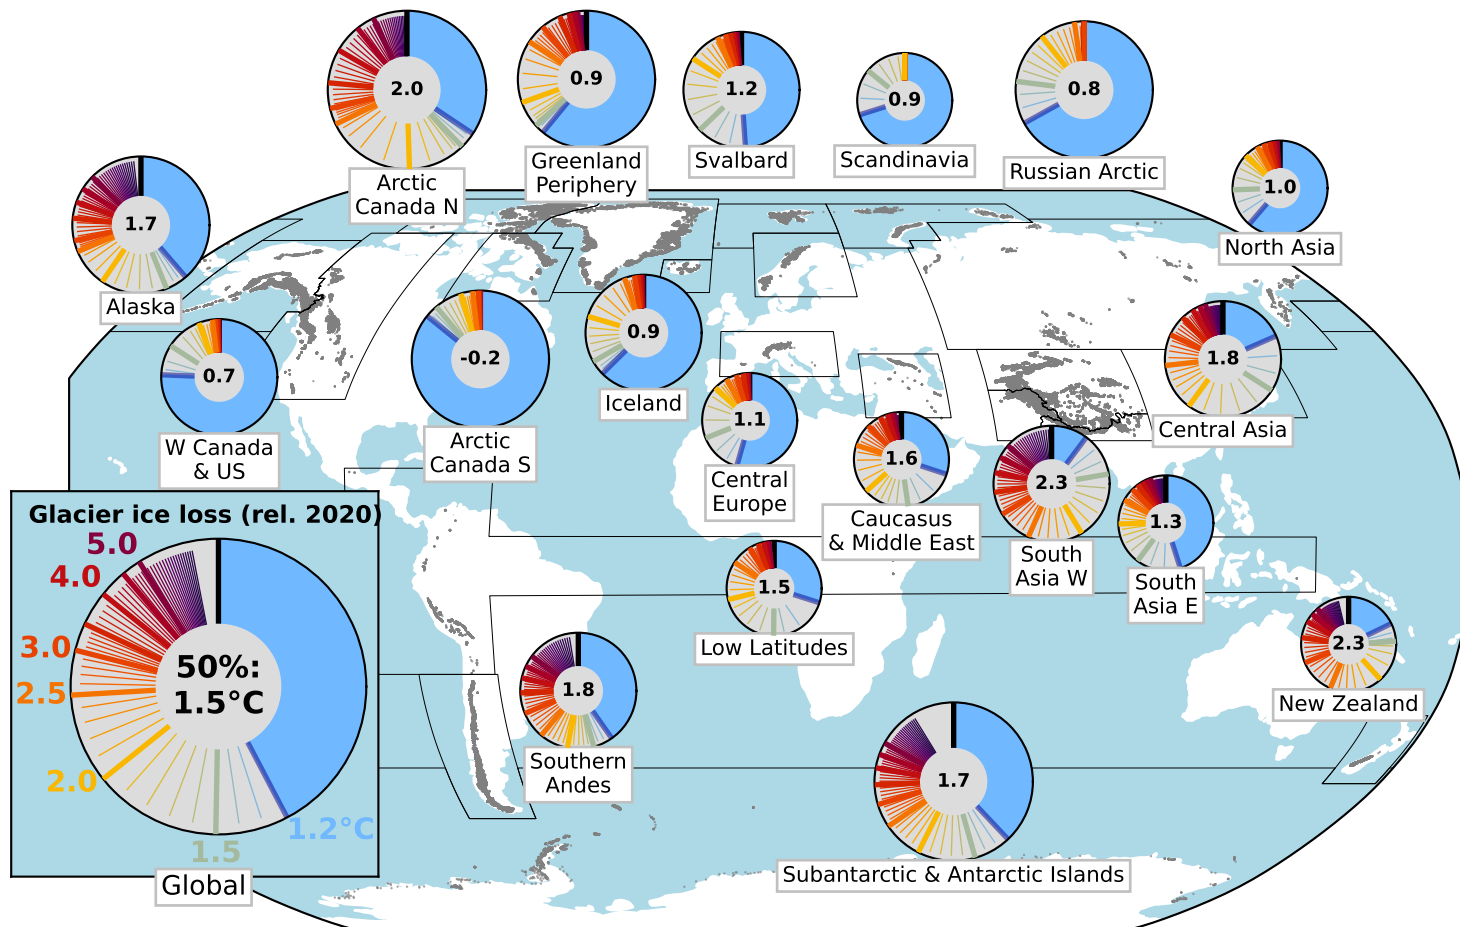 2.0
Arctic
Canada N
0.9
Greenland
Periphery
1.2
Svalbard
0.9
Scandinavia
0.8
Russian Arctic
1.0
North Asia
1.7
Alaska
0.7
W Canada
& US
-0.2
Arctic
Canada S
0.9
Iceland
1.1
Central
Europe
1.6
Caucasus
& Middle East
1.8
Central Asia
2.3
South
Asia W
1.3
South
Asia E
1.5
Low Latitudes
2.3
New Zealand
1.8
Southern
Andes
1.7
Subantarctic & Antarctic Islands
Glacier ice loss (rel. 2020)
5.0
4.0
3.0
2.5
2.0
1.5
1.2°C
50%:
1.5°C
Global